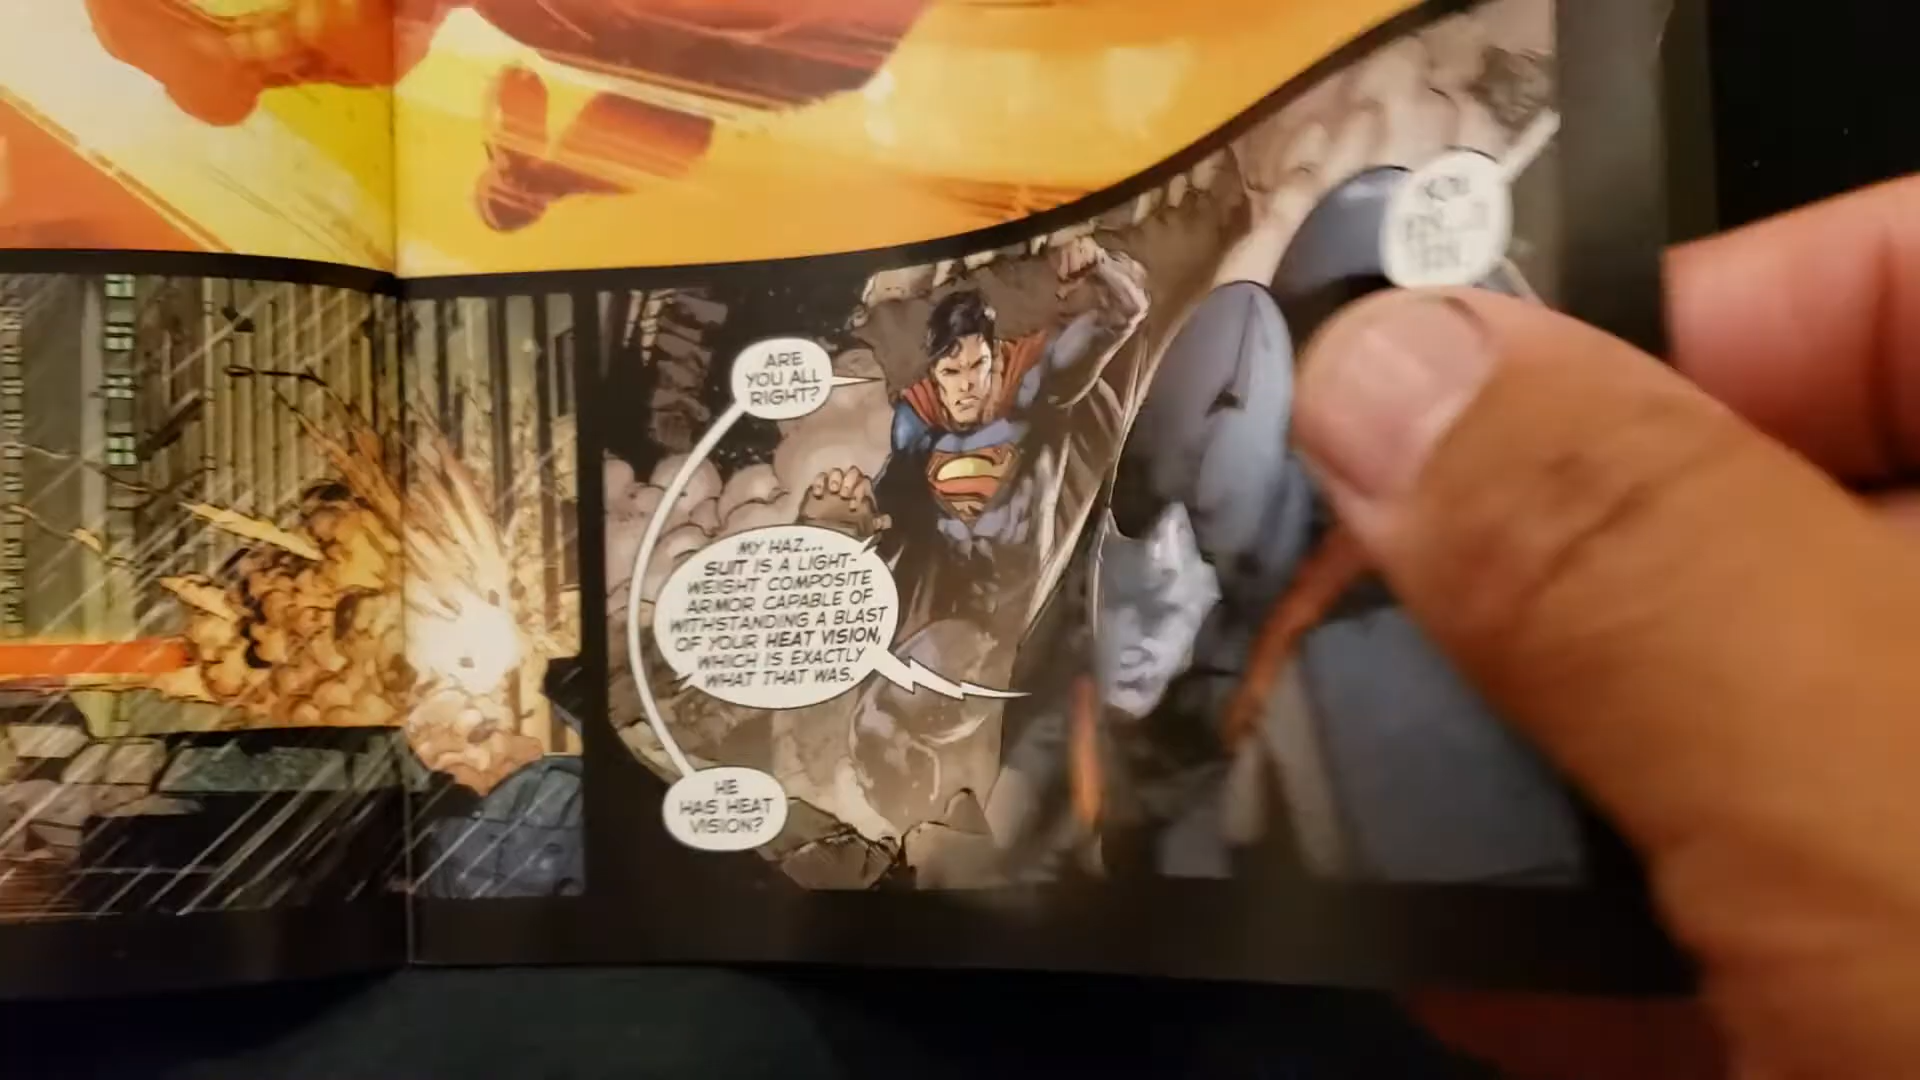 ARE
YOU ALL
RIGHT?
MY HAZ...
SUIT IS A LIGHT-
WEIGHT COMPOSITE
ARMOR CAPABLE OF
WITHSTANDING A BLAST
OF YOUR HEAT VISION,
WHICH IS EXACTLY
WHAT THAT WAS.
HE
HAS HEAT
VISION?